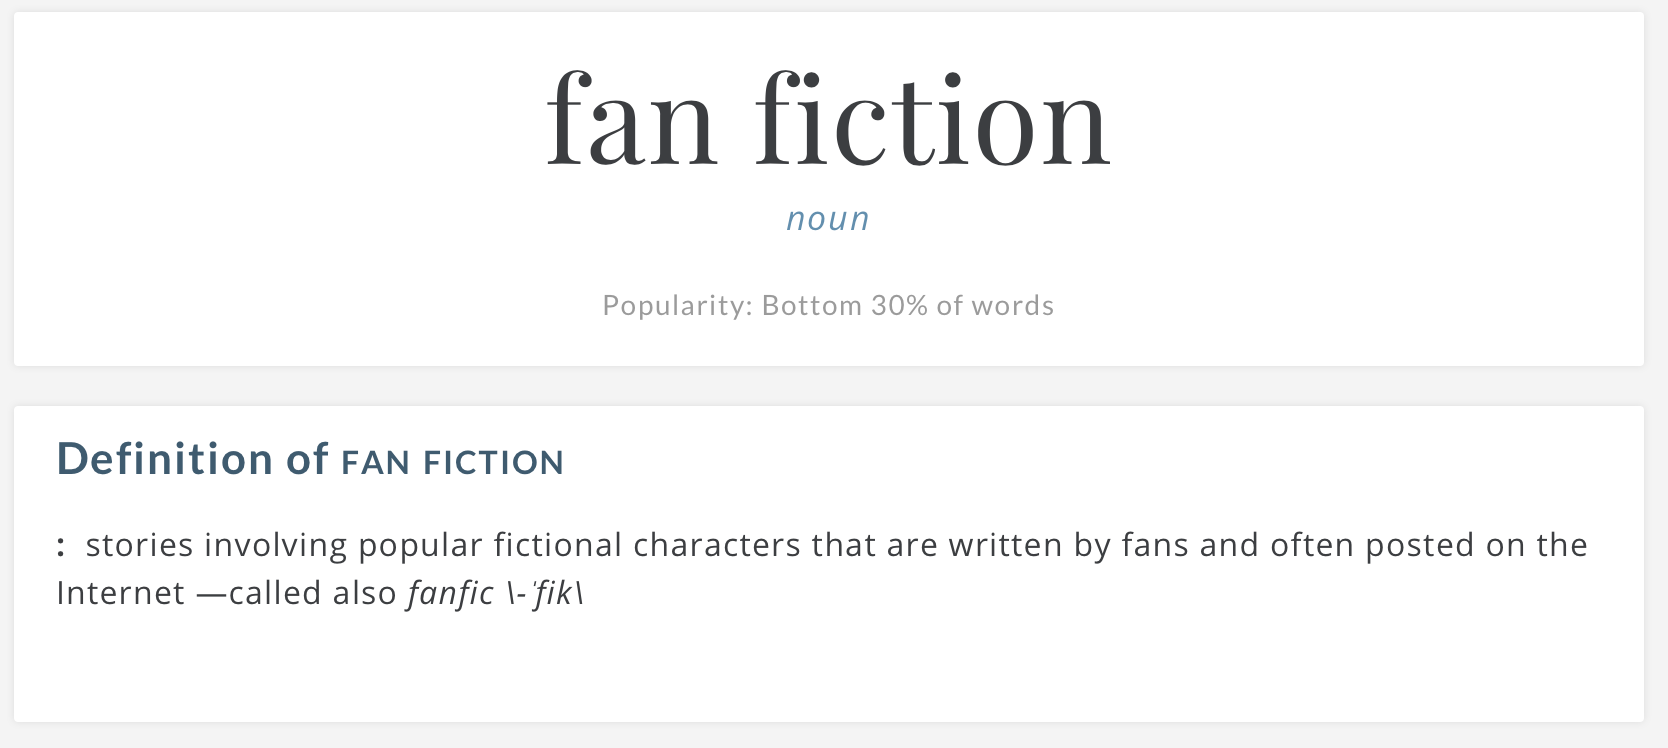 fan fiction
noun
Popularity: Bottom 30% of words
Definition of FAN FICTION
: stories involving popular fictional characters that are written by fans and often posted on the
Internet —called also fanfic \-ˈfik\